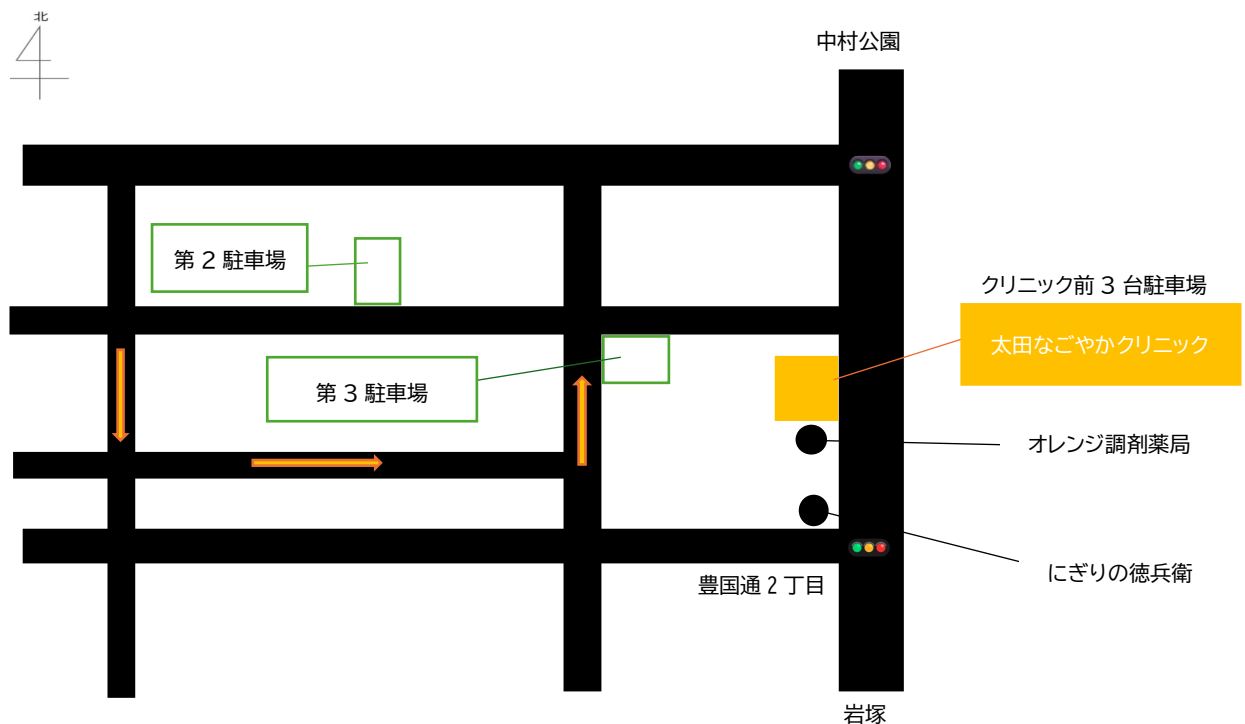 北
中村公園
第2駐車場
クリニック前3台駐車場
太田なごやかクリニック
第3駐車場
オレンジ調剤薬局
にぎりの徳兵衛
豊国通2丁目
岩塚